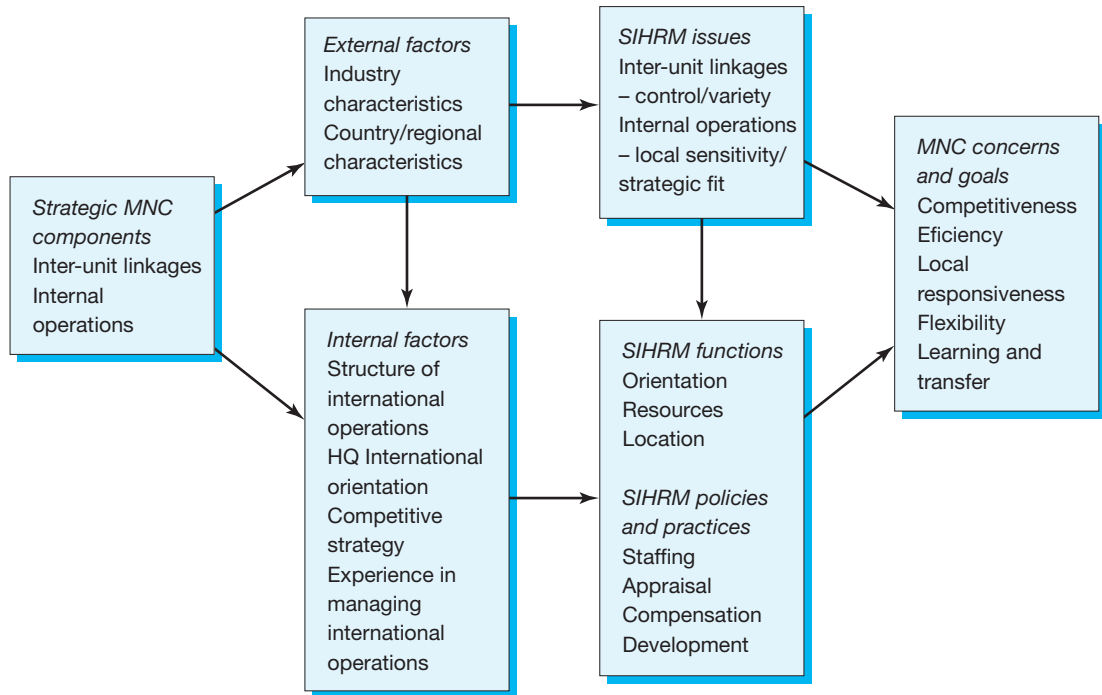 Strategic MNC
components
Inter-unit linkages
Internal
operations
External factors
Industry
characteristics
Country/regional
characteristics
Internal factors
Structure of
international
operations
HQ International
orientation
Competitive
strategy
Experience in
managing
international
operations
SIHRM issues
Inter-unit linkages
– control/variety
Internal operations
– local sensitivity/
strategic fit
SIHRM functions
Orientation
Resources
Location
SIHRM policies
and practices
Staffing
Appraisal
Compensation
Development
MNC concerns
and goals
Competitiveness
Eficiency
Local
responsiveness
Flexibility
Learning and
transfer